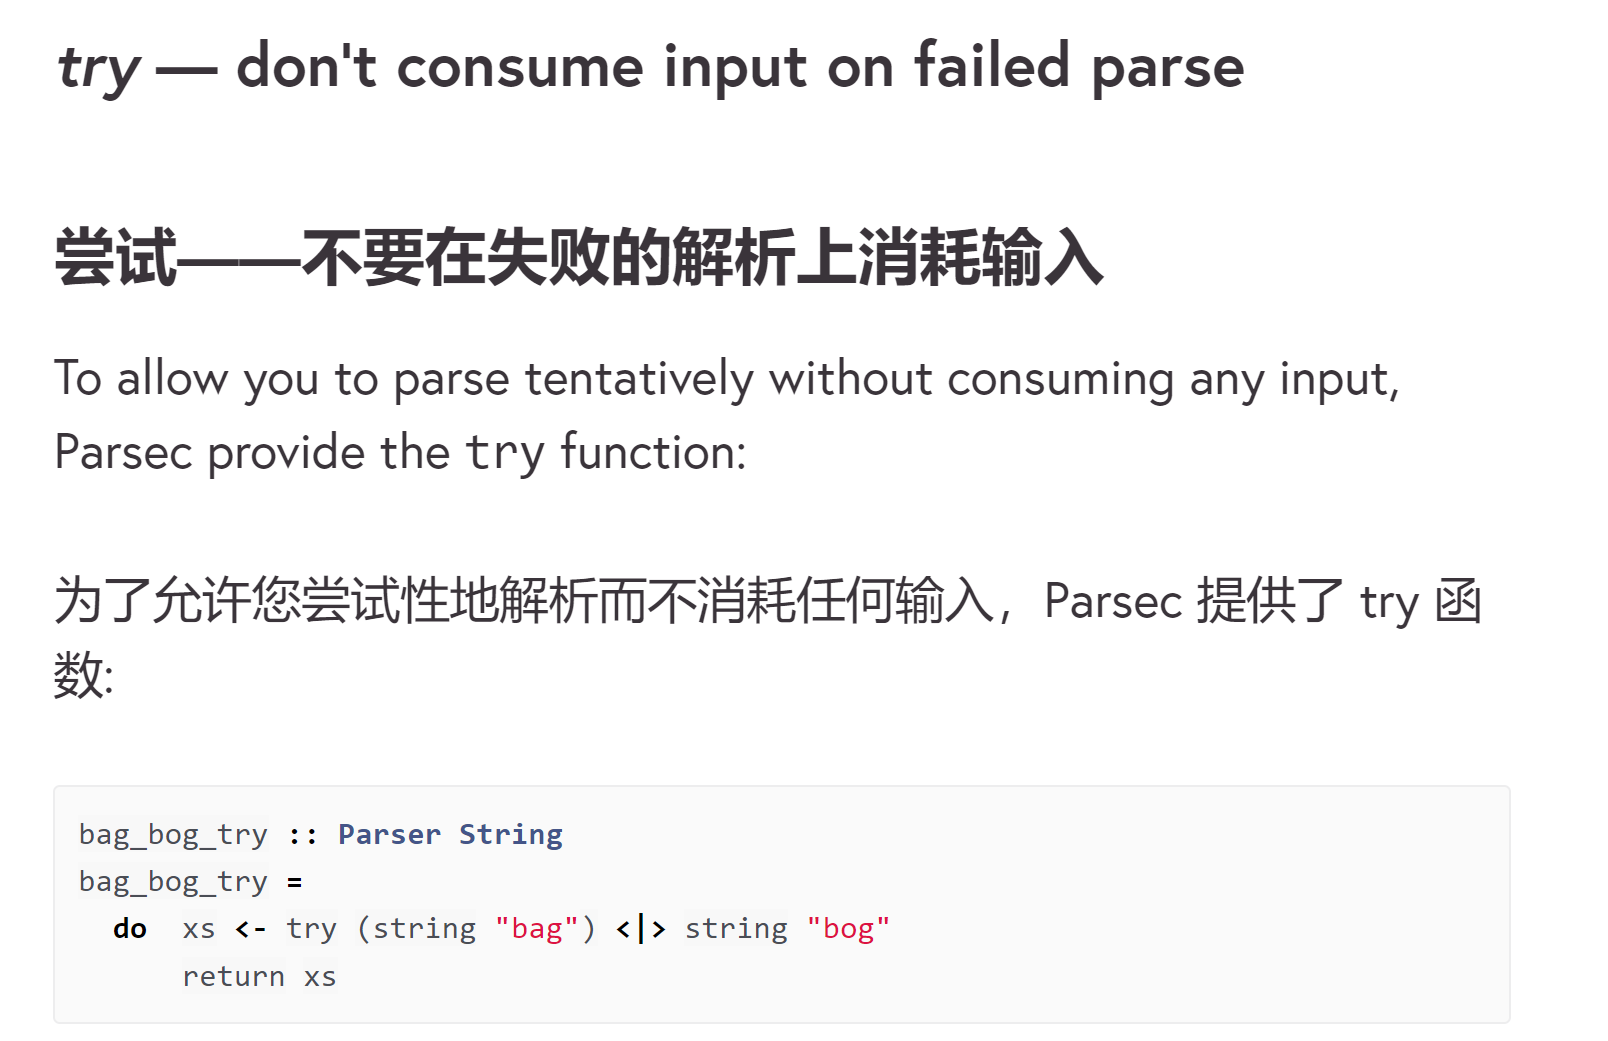 try — don't consume input on failed parse
尝试——不要在失败的解析上消耗输入
To allow you to parse tentatively without consuming any input,
Parsec provide the try function:
为了允许您尝试性地解析而不消耗任何输入，Parsec 提供了 try 函
数:
bag_bog_try :: Parser String
bag_bog_try =
  do  xs <- try (string "bag") <|> string "bog"
      return xs